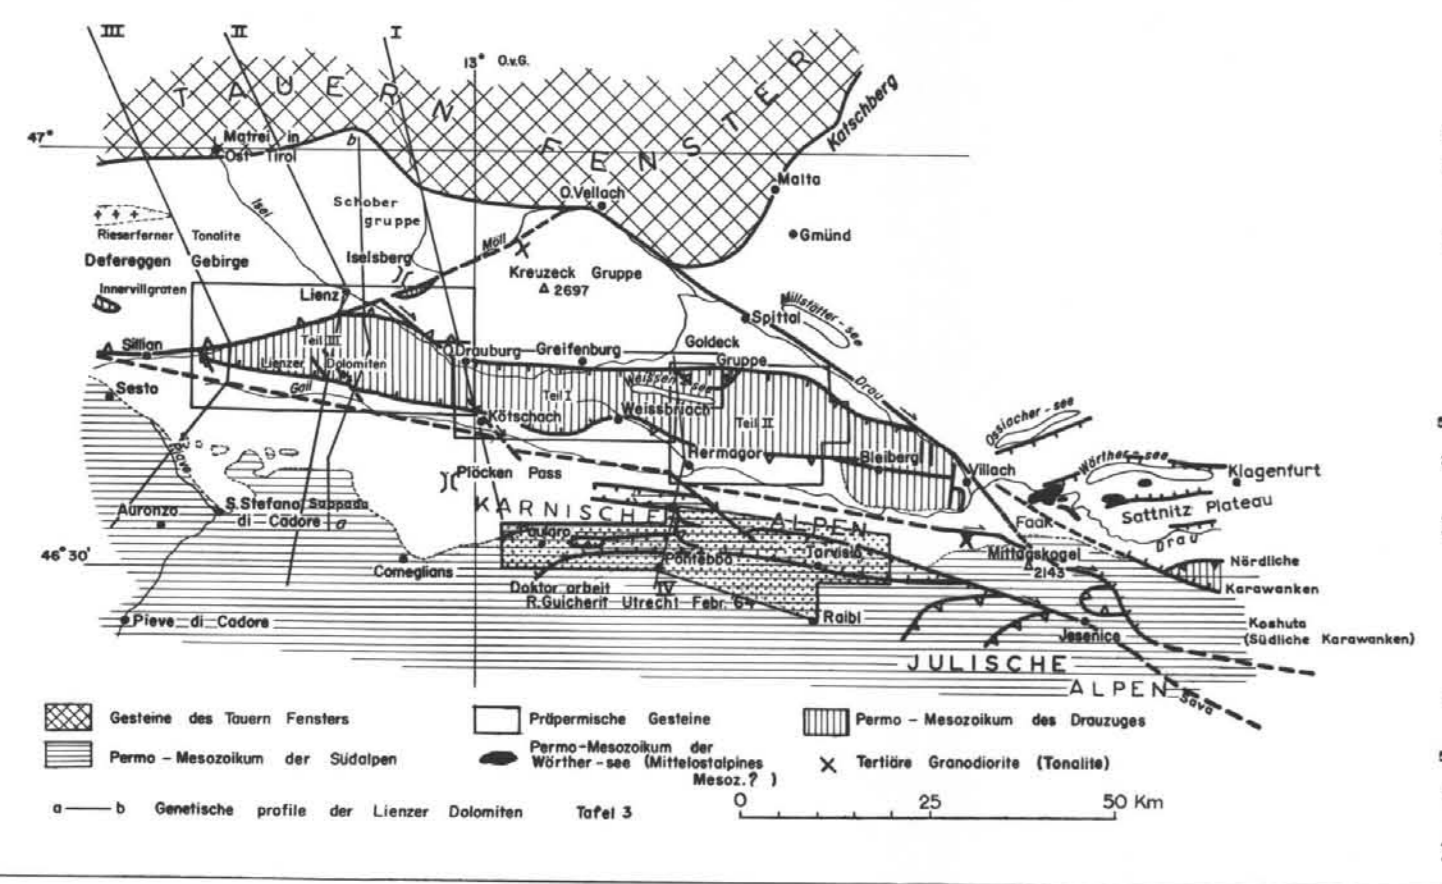 III
II
I
13° O.v.G.
TAUERN FENSTER
Katschberg
47°
Matrei in
Ost-Tirol
b
Malta
O.Vellach
Isel
Schober
gruppe
Gmünd
Rieserferner Tonalite
Möll
Iselsberg
Defereggen Gebirge
Kreuzeck Gruppe
2697
Innervillgraten
Lienz
Millstätter-see
Spittal
Sillian
Teil III
Lienzer Dolomiten
O.Drauburg
Greifenburg
Goldeck
Gruppe
Sesto
Gail
Teil I
Weissen-see
Drau
Kötschach
Weissbriach
Teil II
Ossiacher-see
Piave
Hermagor
Bleiberg
Villach
Wörther-see
Klagenfurt
Plöcken Pass
Auronzo
S.Stefano
di Cadore
Sappada
a
KARNISCHE ALPEN
Sattnitz Plateau
Faak
Drau
Paularo
46°30'
Comeglians
Pontebba
Tarvisio
Mittagskogel
2143
Nördliche
Karawanken
Doktor arbeit
IV
R.Guicherit Utrecht Febr. 64
Pieve di Cadore
Raibl
Jesenice
Koshuta
(Südliche Karawanken)
JULISCHE
ALPEN
Sava
Gesteine des Tauern Fensters
Präpermische Gesteine
Permo - Mesozoikum des Drauzuges
Permo - Mesozoikum der Südalpen
Permo-Mesozoikum der
Wörther-see (Mittelostalpines
Mesoz.? )
Tertiäre Granodiorite (Tonalite)
a — b Genetische profile der Lienzer Dolomiten Tafel 3
0 25 50 Km